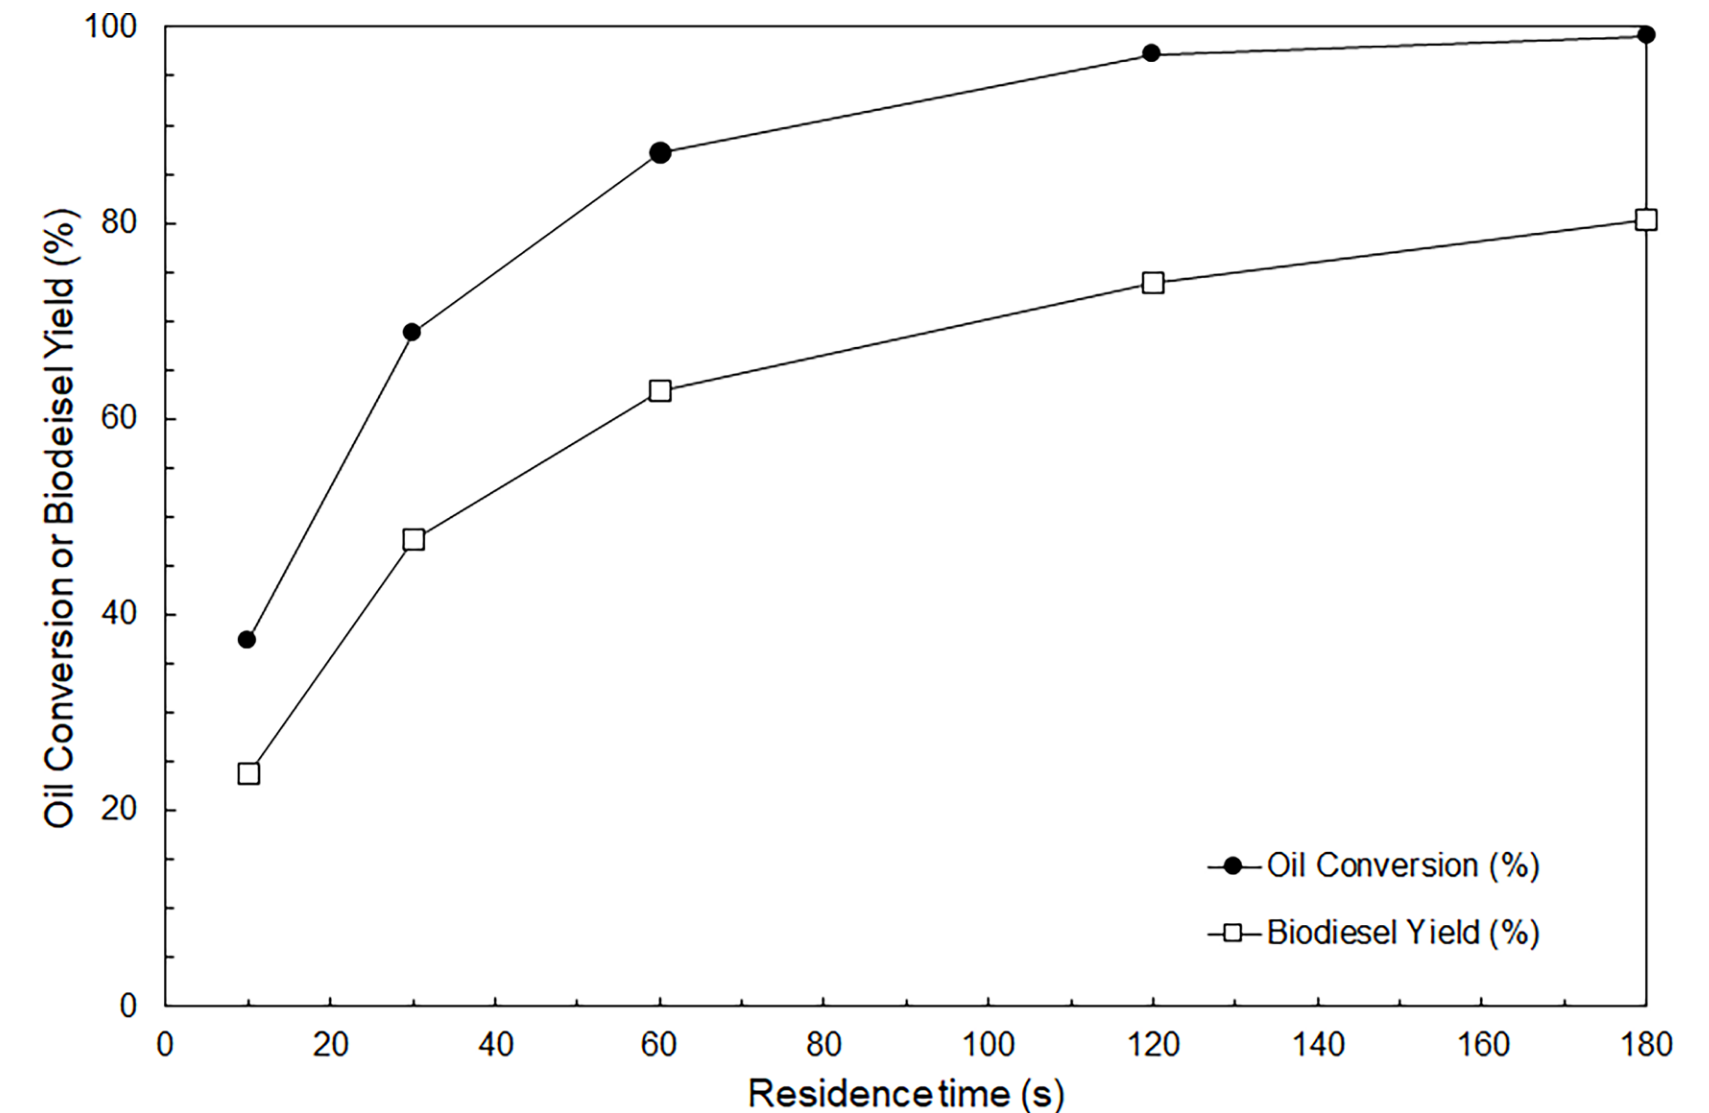 100
80
60
40
20
0
Oil Conversion or Biodeisel Yield (%)
Oil Conversion (%)
Biodiesel Yield (%)
0 20 40 60 80 100 120 140 160 180
Residence time (s)